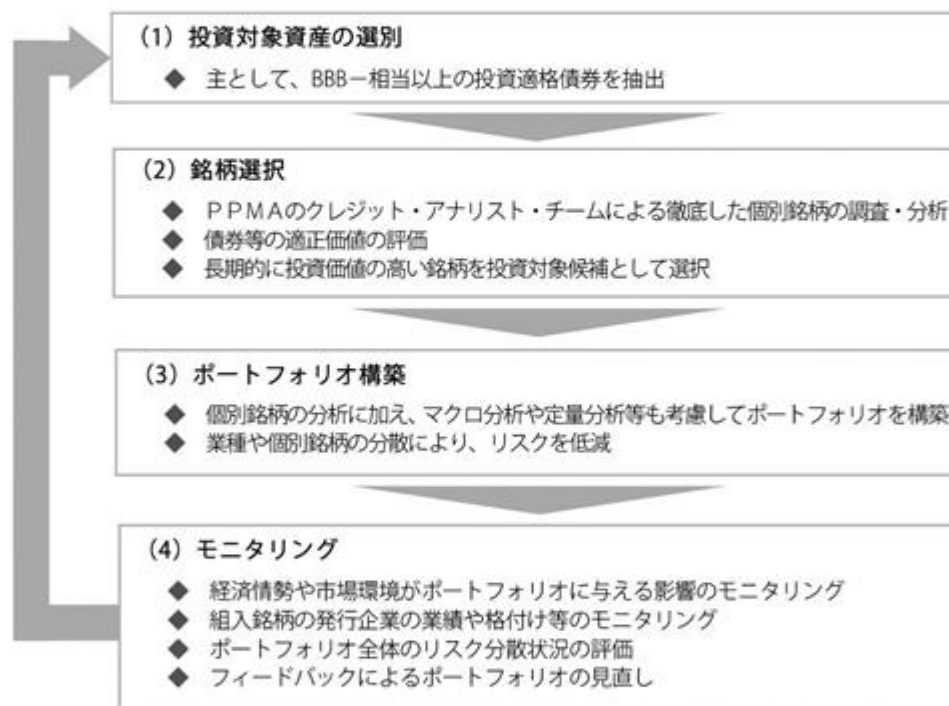 (1) 投資対象資産の選別
◆ 主として、BBB－相当以上の投資適格債券を抽出
(2) 銘柄選択
◆ ＰＰＭＡのクレジット・アナリスト・チームによる徹底した個別銘柄の調査・分析
◆ 債券等の適正価値の評価
◆ 長期的に投資価値の高い銘柄を投資対象候補として選択
(3) ポートフォリオ構築
◆ 個別銘柄の分析に加え、マクロ分析や定量分析等も考慮してポートフォリオを構築
◆ 業種や個別銘柄の分散により、リスクを低減
(4) モニタリング
◆ 経済情勢や市場環境がポートフォリオに与える影響のモニタリング
◆ 組入銘柄の発行企業の業績や格付け等のモニタリング
◆ ポートフォリオ全体のリスク分散状況の評価
◆ フィードバックによるポートフォリオの見直し